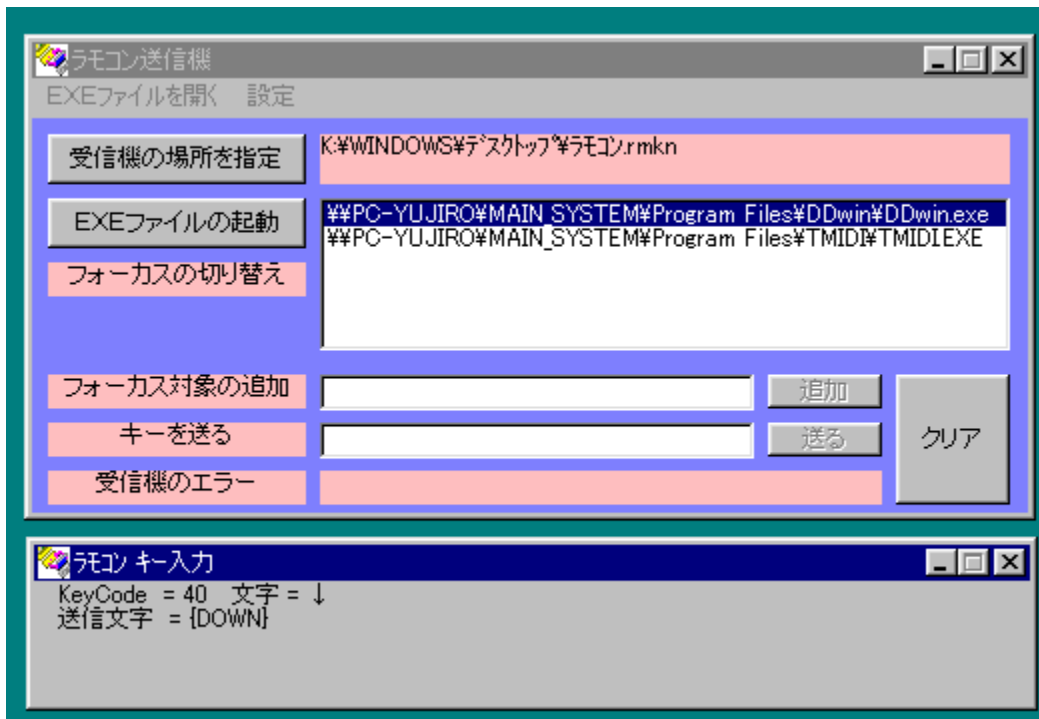 ラモコン送信機
EXEファイルを開く 設定
受信機の場所を指定
K:¥WINDOWS¥ﾃﾞｽｸﾄｯﾌﾟ¥ﾗﾓｺﾝ.rmkn
EXEファイルの起動
¥¥PC-YUJIRO¥MAIN_SYSTEM¥Program Files¥DDwin¥DDwin.exe
¥¥PC-YUJIRO¥MAIN_SYSTEM¥Program Files¥TMIDI¥TMIDI.EXE
フォーカスの切り替え
フォーカス対象の追加
追加
キーを送る
送る
クリア
受信機のエラー
ﾗﾓｺﾝ キー入力
KeyCode = 40 文字 = ↓
送信文字 = {DOWN}